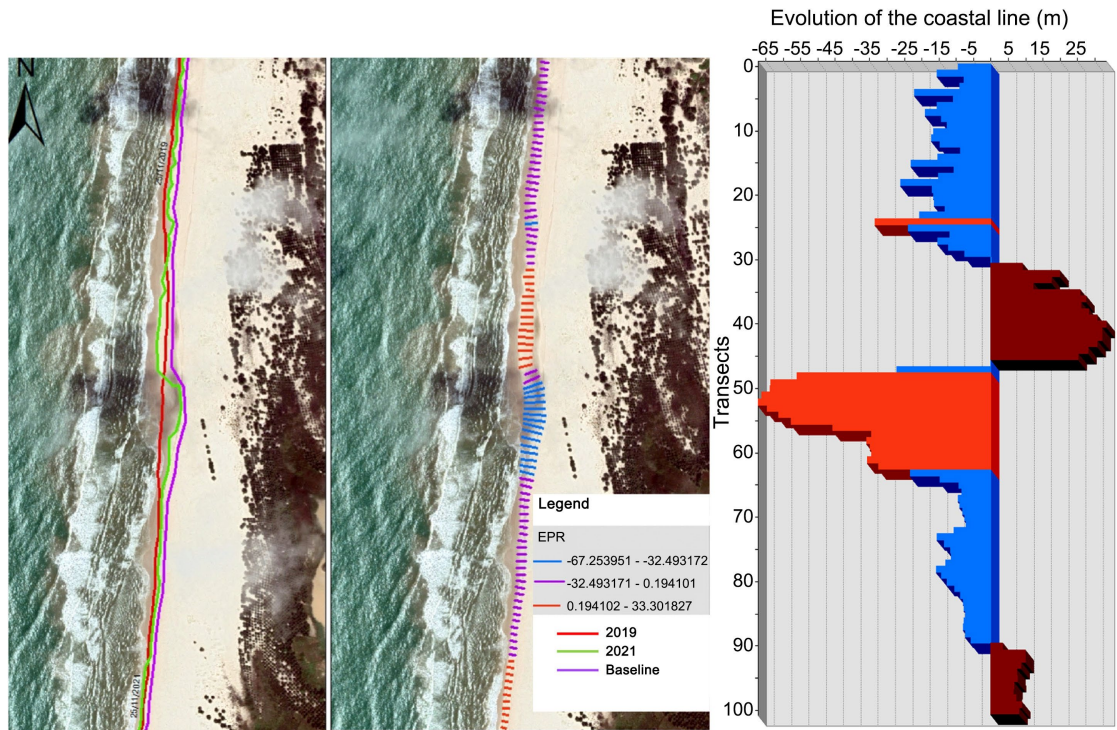 N
25/11/2019
25/11/2021
Legend
EPR
-67.253951 - -32.493172
-32.493171 - 0.194101
0.194102 - 33.301827
2019
2021
Baseline
Evolution of the coastal line (m)
-65 -55 -45 -35 -25 -15 -5 5 15 25
Transects
0
10
20
30
40
50
60
70
80
90
100